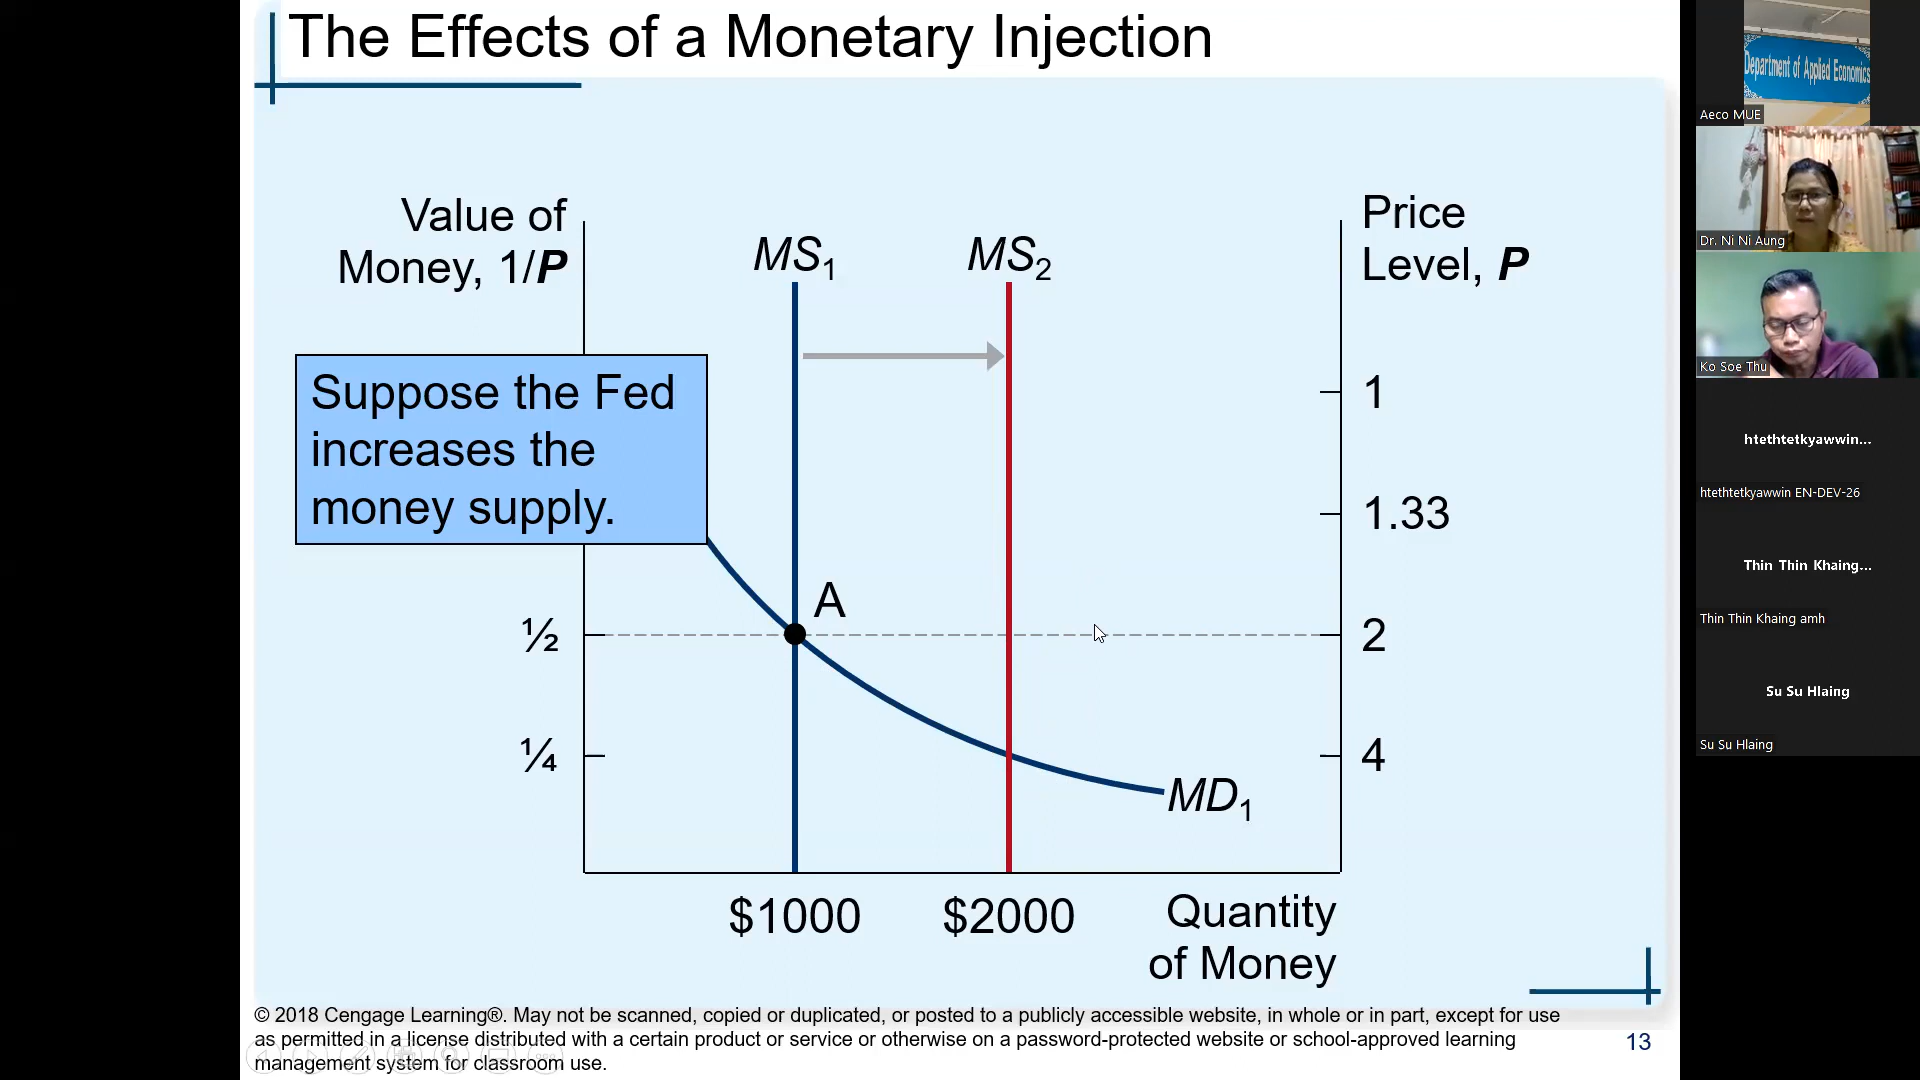 The Effects of a Monetary Injection
Value of
Money, 1/P
MS1
MS2
Price
Level, P
Suppose the Fed
increases the
money supply.
1
1.33
A
½
2
¼
4
MD1
$1000
$2000
Quantity
of Money
© 2018 Cengage Learning®. May not be scanned, copied or duplicated, or posted to a publicly accessible website, in whole or in part, except for use
as permitted in a license distributed with a certain product or service or otherwise on a password-protected website or school-approved learning
management system for classroom use.
13
Department of Applied Economics
Aeco MUE
Dr. Ni Ni Aung
Ko Soe Thu
htethtetkyawwin...
htethtetkyawwin EN-DEV-26
Thin Thin Khaing...
Thin Thin Khaing amh
Su Su Hlaing
Su Su Hlaing